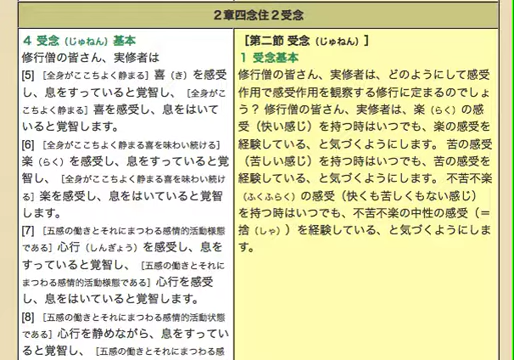 2章四念住2受念
4 受念（じゅねん）基本
修行僧の皆さん、実修者は
[5] [全身がここちよく静まる] 喜（き）を感受
し、息をすっていると覚知し、[全身がここ
ちよく静まる] 喜を感受し、息をはいて
いると覚知します。
[6] [全身がここちよく静まる喜を味わい続ける]
楽（らく）を感受し、息をすっていると覚
知し、[全身がここちよく静まる喜を味わい続け
る] 楽を感受し、息をはいていると覚知
します。
[7] [五感の働きとそれにまつわる感情的活動様態
である] 心行（しんぎょう）を感受し、息を
すっていると覚知し、[五感の働きとそれに
まつわる感情的活動様態である] 心行を感受
し、息をはいていると覚知します。
[8] [五感の働きとそれにまつわる感情的活動状態
である] 心行を静めながら、息をすってい
ると覚知し、[五感の働きとそれにまつわる感
[第二節 受念（じゅねん）]
1 受念基本
修行僧の皆さん、実修者は、どのようにして感受
作用で感受作用を観察する修行に定まるのでしょ
う？ 修行僧の皆さん、実修者は、楽（らく）の感
受（快い感じ）を持つ時はいつでも、楽の感受を
経験している、と気づくようにします。 苦の感受
（苦しい感じ）を持つ時はいつでも、苦の感受を
経験している、と気づくようにします。 不苦不楽
（ふくふらく）の感受（快くも苦しくもない感じ）
を持つ時はいつでも、不苦不楽の中性の感受（＝
捨（しゃ））を経験している、と気づくようにしま
す。